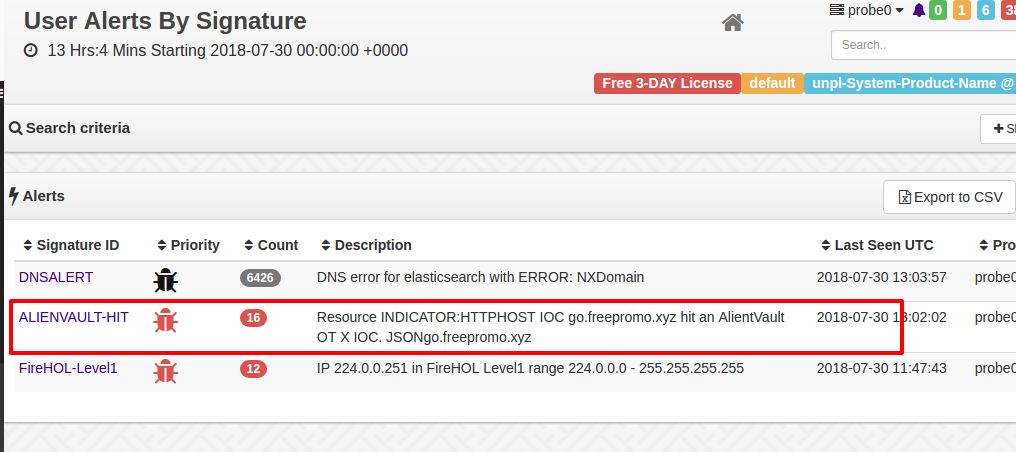 User Alerts By Signature
13 Hrs:4 Mins Starting 2018-07-30 00:00:00 +0000
probe0 0 1 6
Search..
Free 3-DAY License default unpl-System-Product-Name @
Search criteria
Alerts
Export to CSV
Signature ID Priority Count Description Last Seen UTC Pro
DNSALERT 6426 DNS error for elasticsearch with ERROR: NXDomain 2018-07-30 13:03:57 probe0
ALIENVAULT-HIT 16 Resource INDICATOR:HTTPHOST IOC go.freepromo.xyz hit an AlientVault 2018-07-30 13:02:02 probe0
OT X IOC. JSONgo.freepromo.xyz
FireHOL-Level1 12 IP 224.0.0.251 in FireHOL Level1 range 224.0.0.0 - 255.255.255.255 2018-07-30 11:47:43 probe0